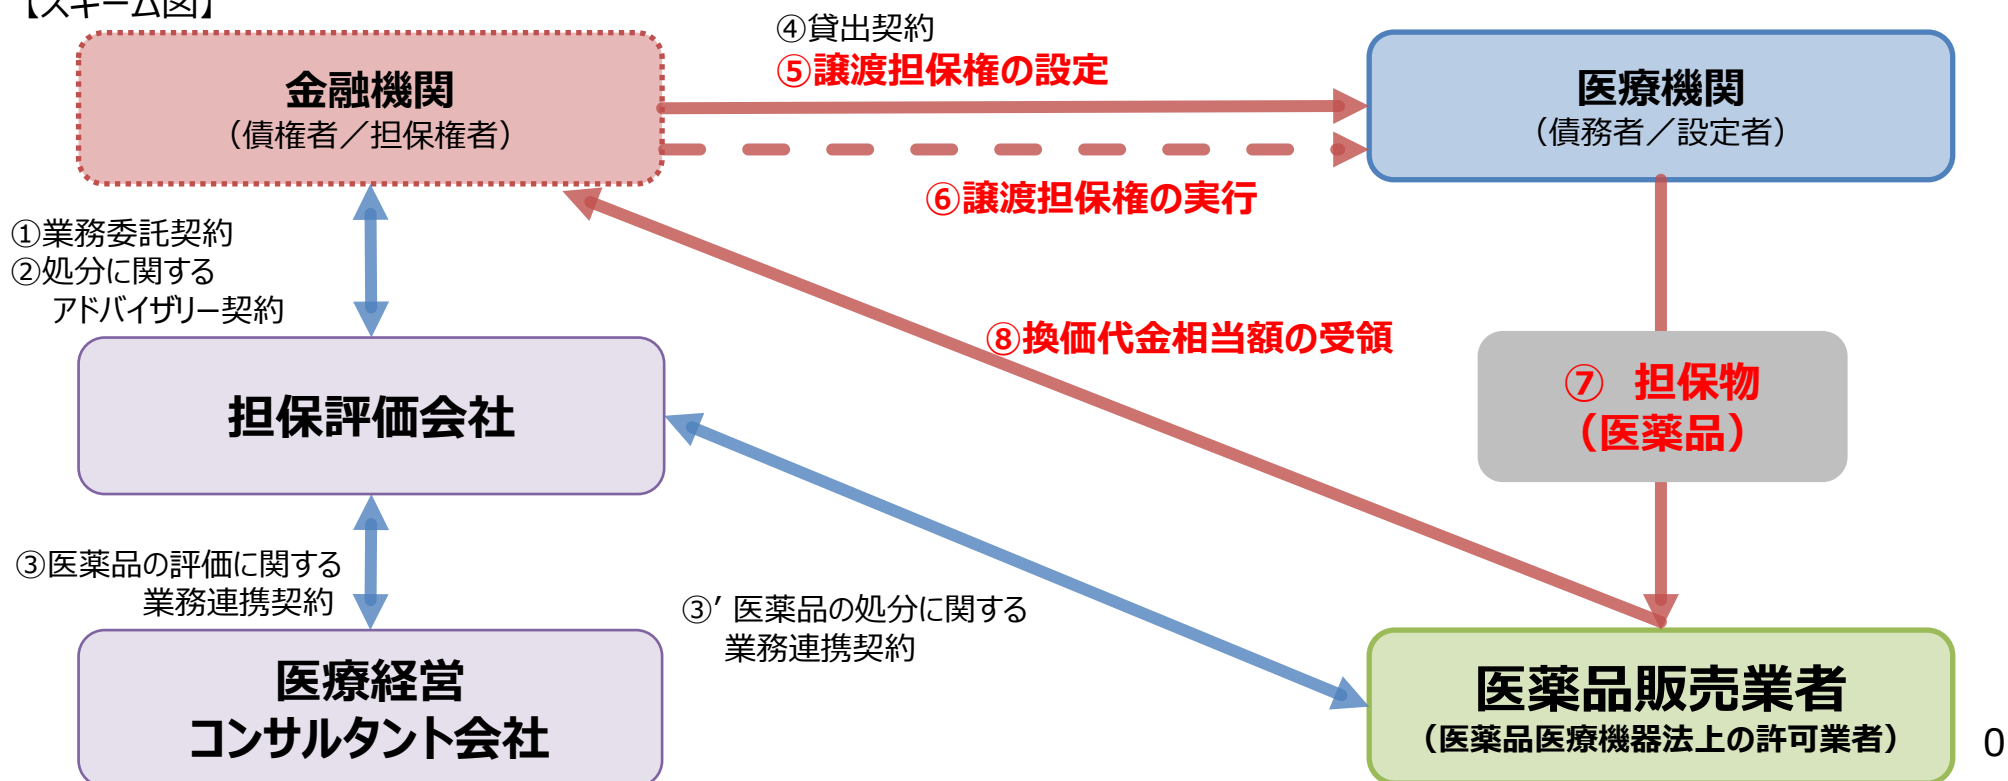 【スキーム図】
④貸出契約
⑤譲渡担保権の設定
金融機関
（債権者／担保権者）
医療機関
（債務者／設定者）
⑥譲渡担保権の実行
①業務委託契約
②処分に関する
アドバイザリー契約
⑧換価代金相当額の受領
担保評価会社
⑦ 担保物
（医薬品）
③医薬品の評価に関する
業務連携契約
③’ 医薬品の処分に関する
業務連携契約
医療経営
コンサルタント会社
医薬品販売業者
（医薬品医療機器法上の許可業者）
0